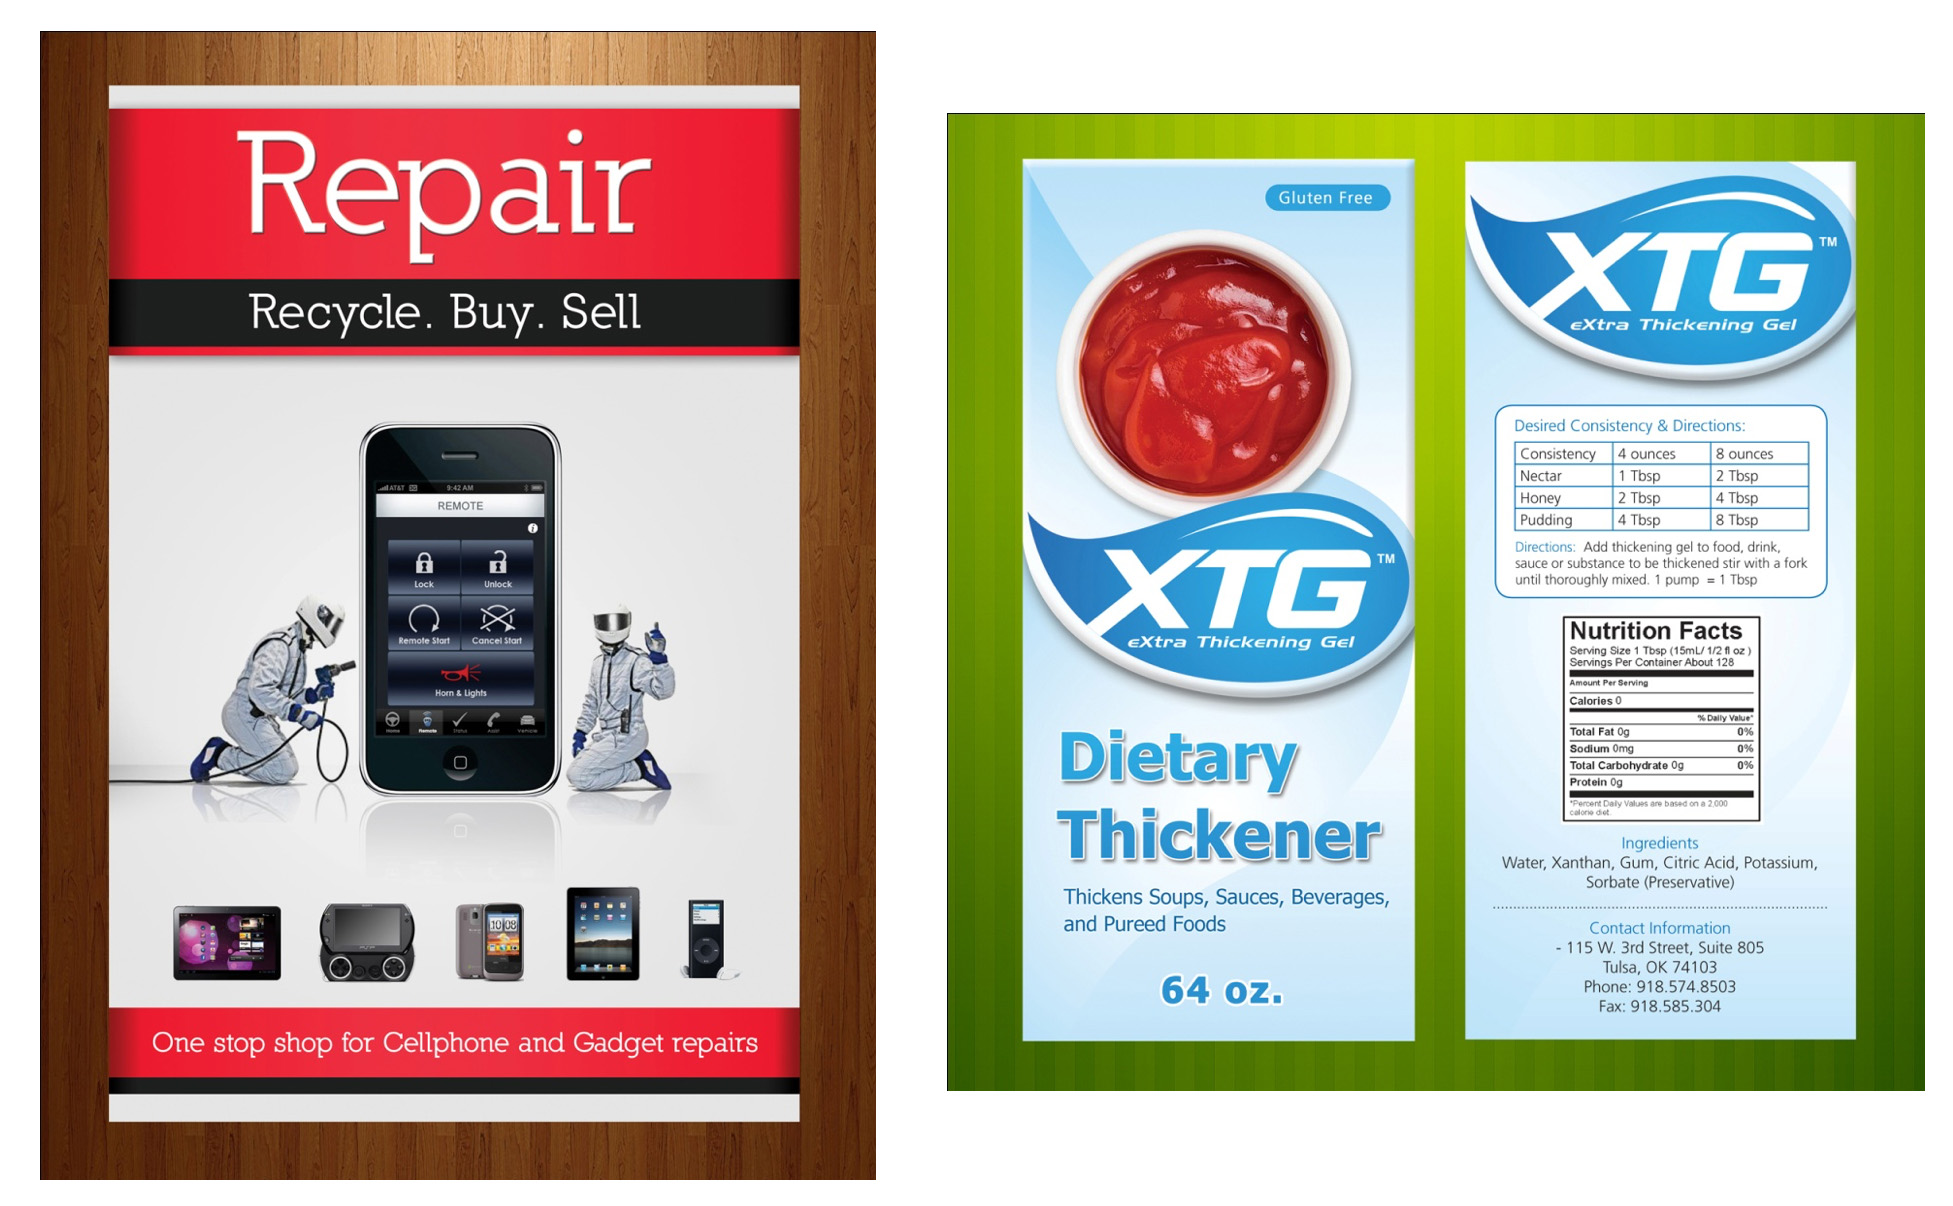 Repair
Recycle. Buy. Sell
AT&T 9:42 AM
REMOTE
Lock Unlock
Remote Start Cancel Start
Horn & Lights
Home Remote Status Assist Vehicle
10 08
One stop shop for Cellphone and Gadget repairs
Gluten Free
XTG™
eXtra Thickening Gel
Dietary
Thickener
Thickens Soups, Sauces, Beverages,
and Pureed Foods
64 oz.
XTG™
eXtra Thickening Gel
Desired Consistency & Directions:
Consistency 4 ounces 8 ounces
Nectar 1 Tbsp 2 Tbsp
Honey 2 Tbsp 4 Tbsp
Pudding 4 Tbsp 8 Tbsp
Directions: Add thickening gel to food, drink,
sauce or substance to be thickened stir with a fork
until thoroughly mixed. 1 pump = 1 Tbsp
Nutrition Facts
Serving Size 1 Tbsp (15mL/ 1/2 fl oz )
Servings Per Container About 128
Amount Per Serving
Calories 0
% Daily Value*
Total Fat 0g 0%
Sodium 0mg 0%
Total Carbohydrate 0g 0%
Protein 0g
*Percent Daily Values are based on a 2,000
calorie diet.
Ingredients
Water, Xanthan, Gum, Citric Acid, Potassium,
Sorbate (Preservative)
Contact Information
- 115 W. 3rd Street, Suite 805
Tulsa, OK 74103
Phone: 918.574.8503
Fax: 918.585.304